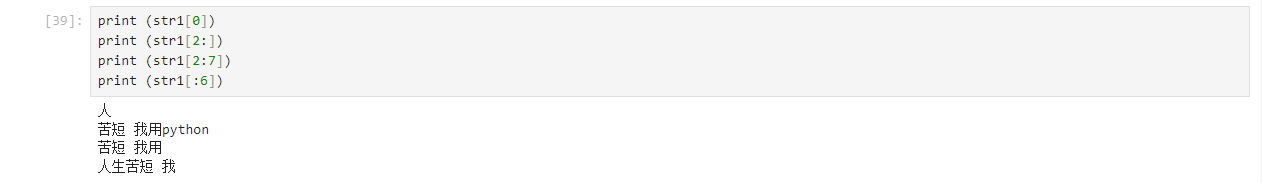 [39]: print (str1[0])
print (str1[2:])
print (str1[2:7])
print (str1[:6])
人
苦短 我用python
苦短 我用
人生苦短 我